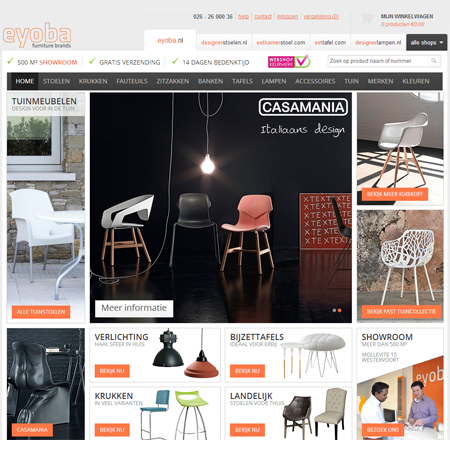 eyoba
furniture brands
026 - 26 000 36
help | contact | inloggen | vergelijking (0)
MIJN WINKELWAGEN
0 producten €0.00
eyoba.nl
designerstoelen.nl
eetkamerstoel.com
eettafel.com
designerlampen.nl
alle shops
500 M² SHOWROOM
GRATIS VERZENDING
14 DAGEN BEDENKTIJD
WEBSHOP KEURMERK
Zoek op product naam of nummer
HOME STOELEN KRUKKEN FAUTEUILS ZITZAKKEN BANKEN TAFELS LAMPEN ACCESSOIRES TUIN MERKEN KLEUREN
TUINMEUBELEN
DESIGN VOOR IN DE TUIN
ALLE TUINSTOELEN
CASAMANIA
Italiaans design
Meer informatie
BEKIJK MEER KUBIKOFF
BEKIJK FAST TUINCOLLECTIE
CASAMANIA
VERLICHTING
HAAL SFEER IN HUIS
BEKIJK NU
BIJZETTAFELS
IDEAAL VOOR ERBIJ
BEKIJK NU
KRUKKEN
IN VEEL VARIANTEN
BEKIJK NU
LANDELIJK
STOELEN VOOR THUIS
BEKIJK NU
SHOWROOM
MEER DAN 500 M²
MOLLEVITE 15
WESTERVOORT
eyoba
BEZOEK ONS